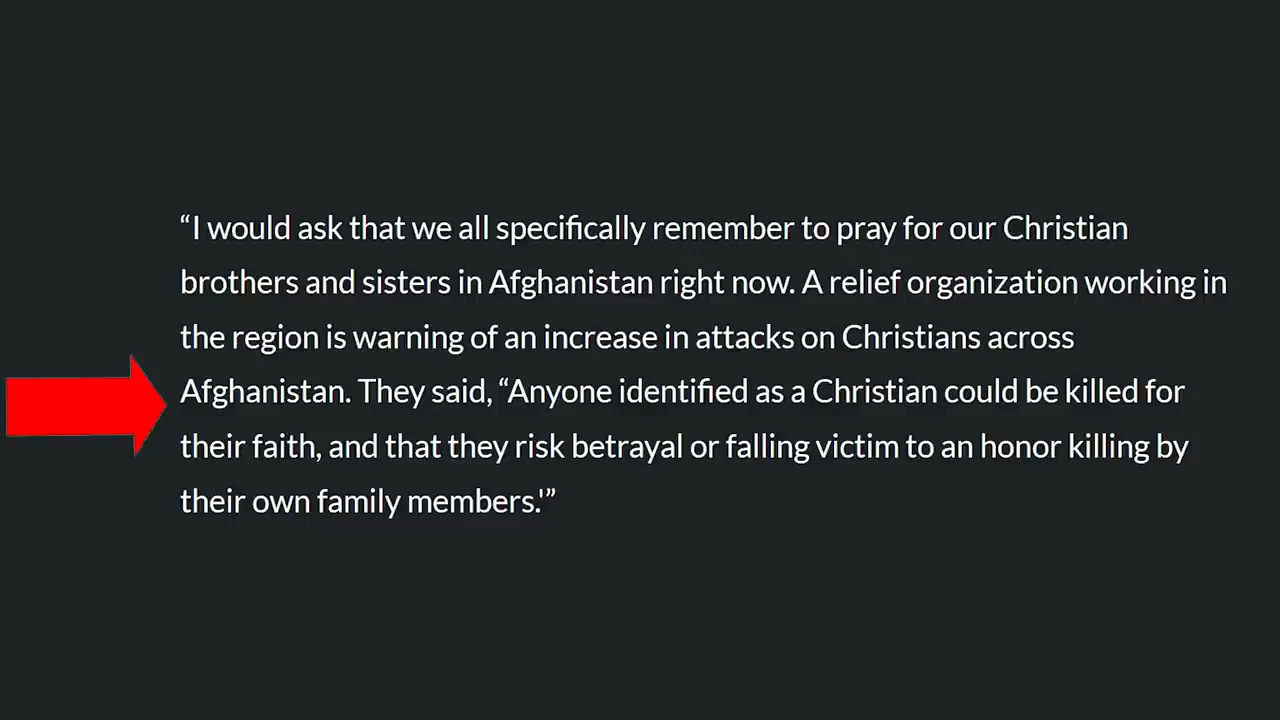 “I would ask that we all specifically remember to pray for our Christian
brothers and sisters in Afghanistan right now. A relief organization working in
the region is warning of an increase in attacks on Christians across
Afghanistan. They said, “Anyone identified as a Christian could be killed for
their faith, and that they risk betrayal or falling victim to an honor killing by
their own family members.'”